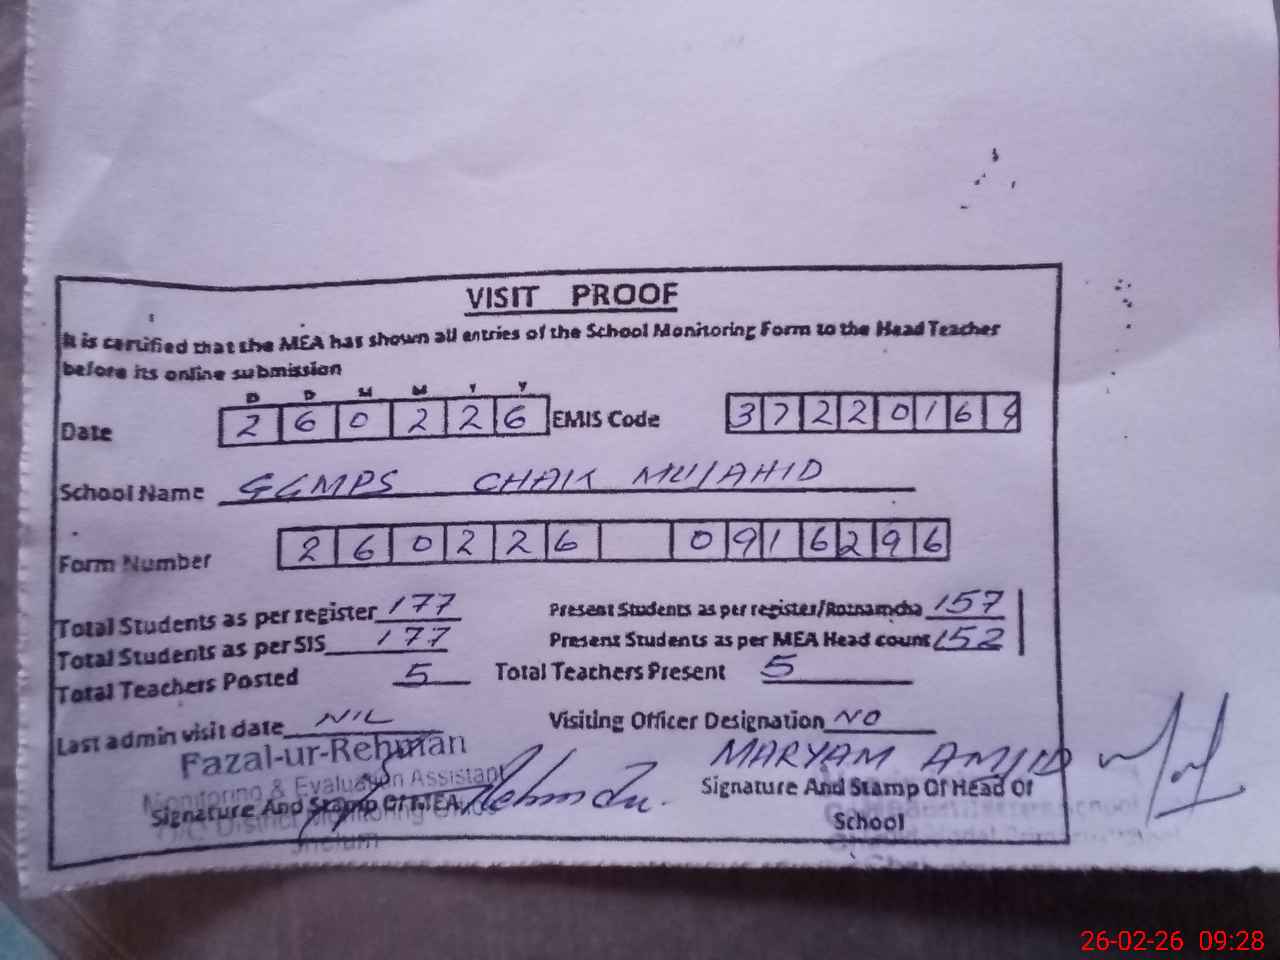 VISIT PROOF
It is certified that the MEA has shown all entries of the School Monitoring Form to the Head Teacher
before its online submission
D D M M Y Y
Date 2 6 0 2 2 6 EMIS Code 3 7 2 2 0 1 6 4
School Name GGMPS CHAK MUJAHID
Form Number 2 6 0 2 2 6 0 9 1 6 2 9 6
Total Students as per register 177 Present Students as per register/Roznamcha 157
Total Students as per SIS 177 Present Students as per MEA Head count 152
Total Teachers Posted 5 Total Teachers Present 5
Last admin visit date NIL Visiting Officer Designation NO
Fazal-ur-Rehman MARYAM AMJID
Monitoring & Evaluation Assistant
Signature And Stamp Of MEA Signature And Stamp Of Head Of
School
District Monitoring Office
Jhelum
26-02-26 09:28